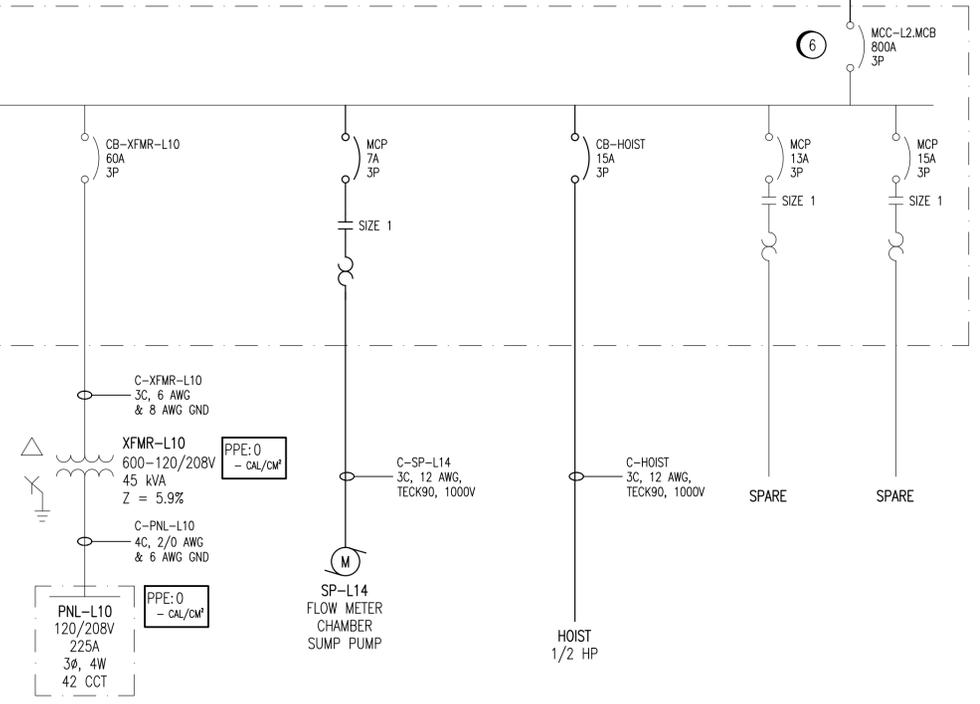 6
MCC-L2.MCB
800A
3P
CB-XFMR-L10
60A
3P
MCP
7A
3P
SIZE 1
CB-HOIST
15A
3P
MCP
13A
3P
SIZE 1
MCP
15A
3P
SIZE 1
C-XFMR-L10
3C, 6 AWG
& 8 AWG GND
XFMR-L10
600-120/208V
45 kVA
Z = 5.9%
PPE:0
- CAL/CM²
C-PNL-L10
4C, 2/0 AWG
& 6 AWG GND
PPE:0
- CAL/CM²
PNL-L10
120/208V
225A
3ø, 4W
42 CCT
C-SP-L14
3C, 12 AWG,
TECK90, 1000V
M
SP-L14
FLOW METER
CHAMBER
SUMP PUMP
C-HOIST
3C, 12 AWG,
TECK90, 1000V
HOIST
1/2 HP
SPARE
SPARE